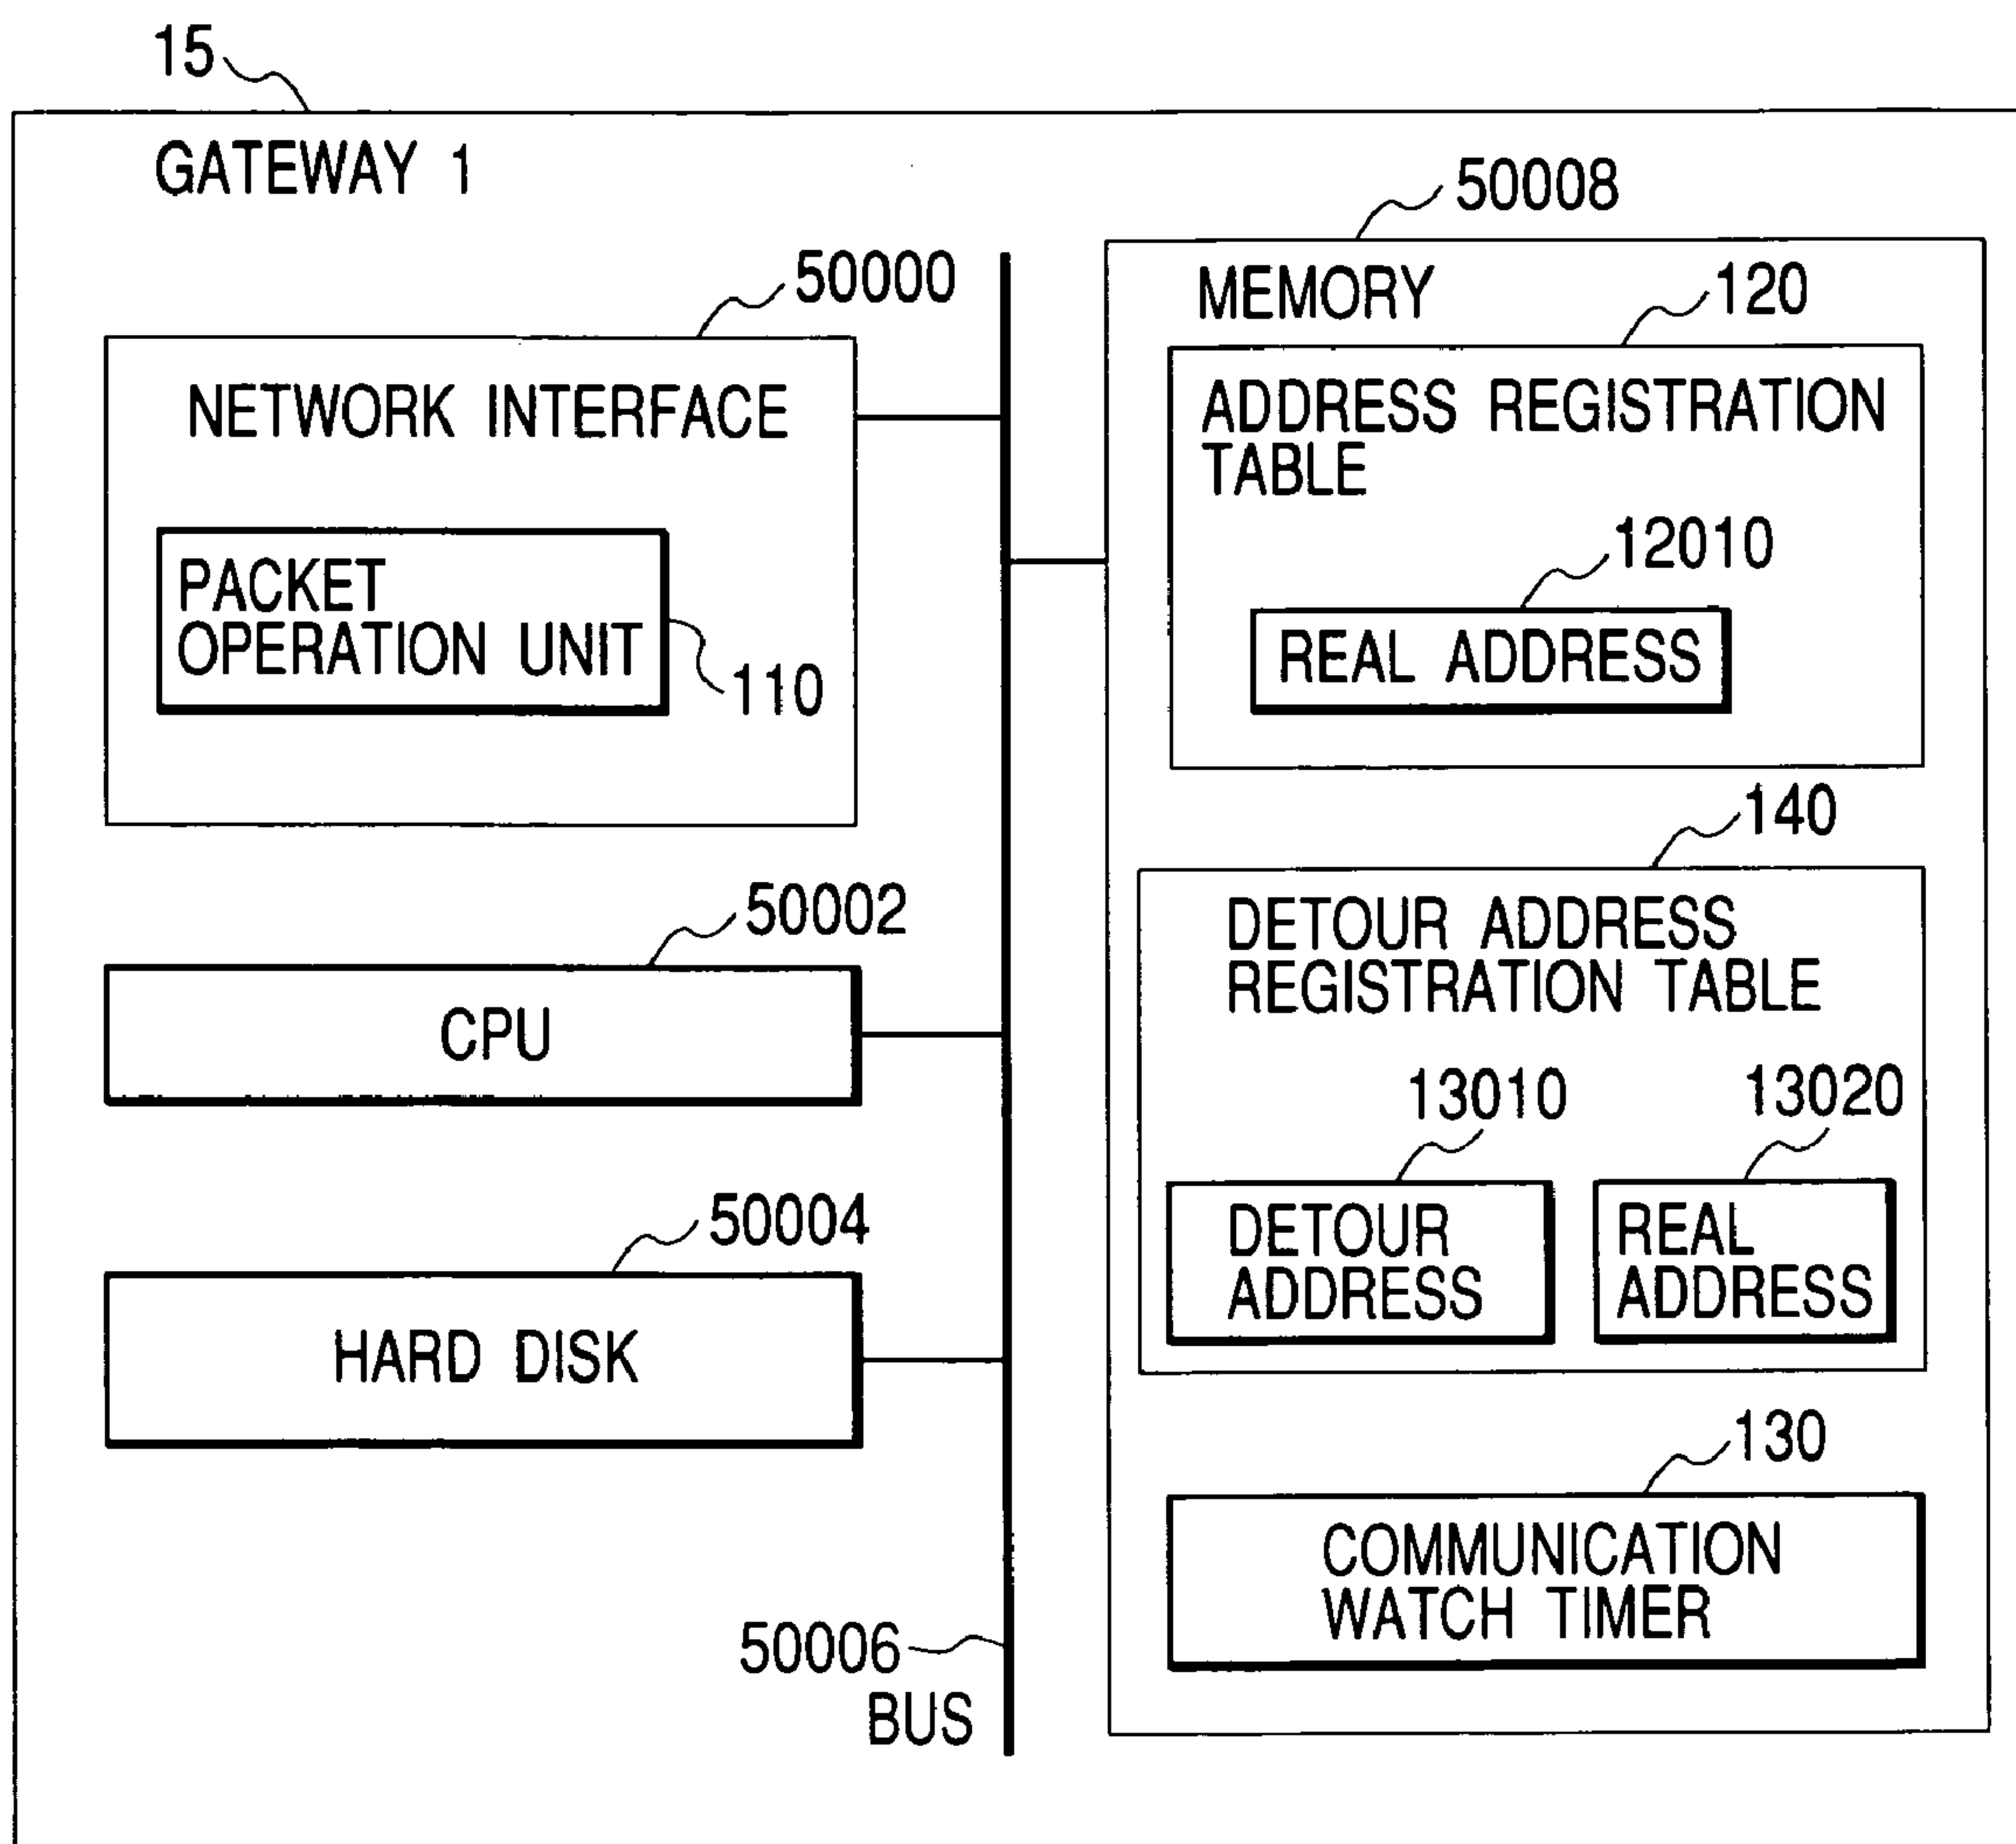 15
GATEWAY 1
50000
NETWORK INTERFACE
PACKET
OPERATION UNIT
110
50002
CPU
50004
HARD DISK
50006
BUS
50008
MEMORY
120
ADDRESS REGISTRATION
TABLE
12010
REAL ADDRESS
140
DETOUR ADDRESS
REGISTRATION TABLE
13010
DETOUR
ADDRESS
13020
REAL
ADDRESS
130
COMMUNICATION
WATCH TIMER